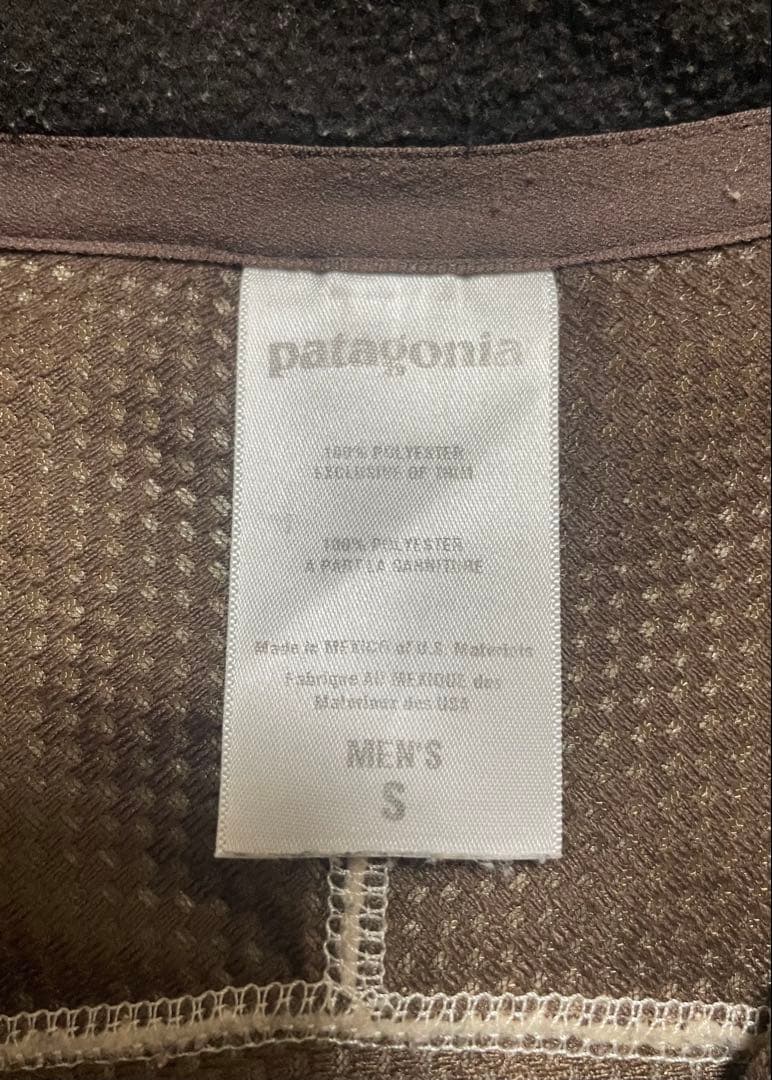 patagonia
100% POLYESTER
EXCLUSIVE OF TRIM
100% POLYESTER
A PART LA GARNITURE
Made in MEXICO of U.S. Materials
Fabriqué AU MEXIQUE des
Matériaux des USA
MEN'S
S